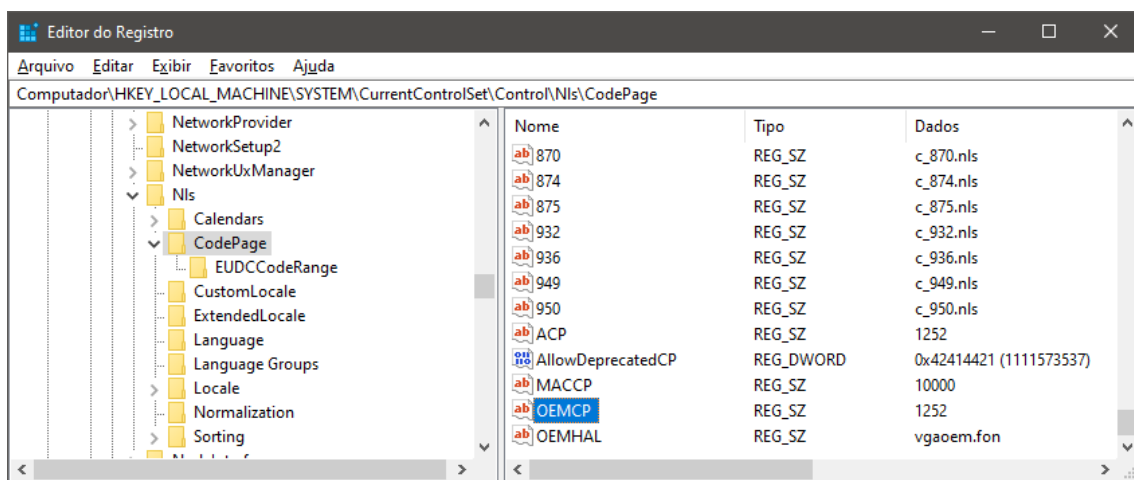 Editor do Registro
Arquivo Editar Exibir Favoritos Ajuda
Computador\HKEY_LOCAL_MACHINE\SYSTEM\CurrentControlSet\Control\Nls\CodePage
NetworkProvider
NetworkSetup2
NetworkUxManager
Nls
Calendars
CodePage
EUDCCodeRange
CustomLocale
ExtendedLocale
Language
Language Groups
Locale
Normalization
Sorting
Nome Tipo Dados
870 REG_SZ c_870.nls
874 REG_SZ c_874.nls
875 REG_SZ c_875.nls
932 REG_SZ c_932.nls
936 REG_SZ c_936.nls
949 REG_SZ c_949.nls
950 REG_SZ c_950.nls
ACP REG_SZ 1252
AllowDeprecatedCP REG_DWORD 0x42414421 (1111573537)
MACCP REG_SZ 10000
OEMCP REG_SZ 1252
OEMHAL REG_SZ vgaoem.fon